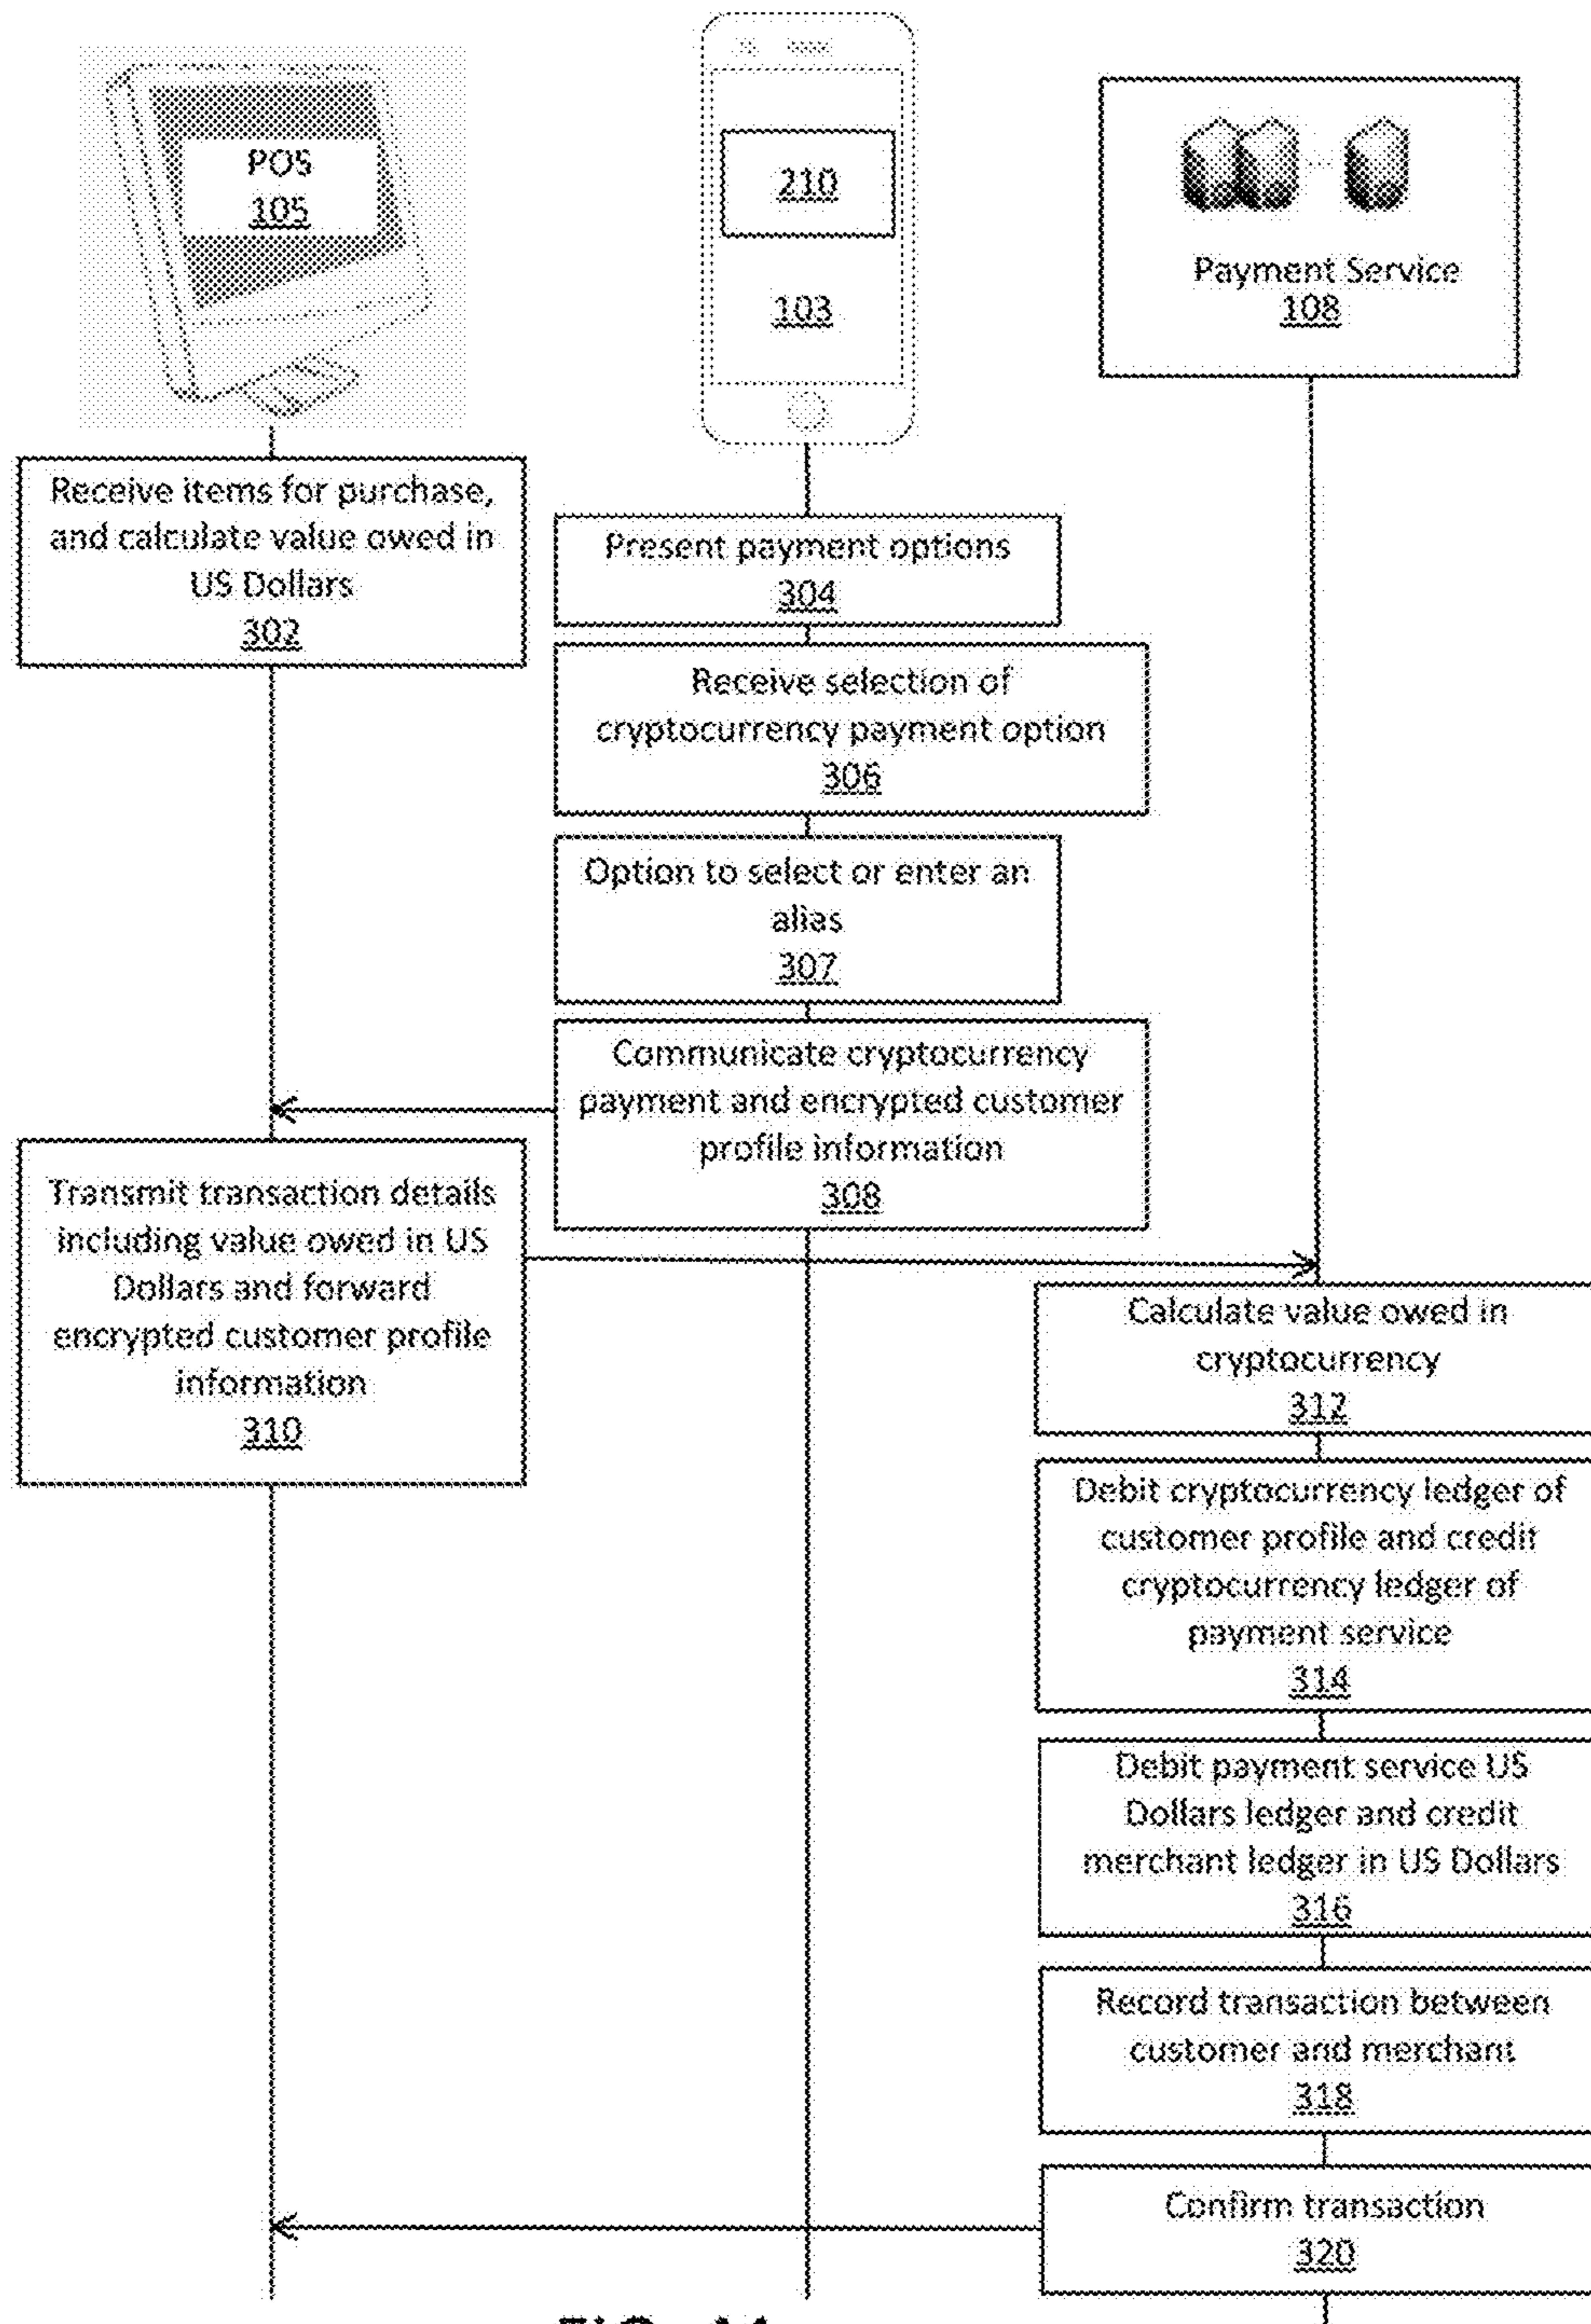 POS
105
210
103
Payment Service
108
Receive items for purchase,
and calculate value owed in
US Dollars
302
Present payment options
304
Receive selection of
cryptocurrency payment option
306
Option to select or enter an
alias
307
Communicate cryptocurrency
payment and encrypted customer
profile information
308
Transmit transaction details
including value owed in US
Dollars and forward
encrypted customer profile
information
310
Calculate value owed in
cryptocurrency
312
Debit cryptocurrency ledger of
customer profile and credit
cryptocurrency ledger of
payment service
314
Debit payment service US
Dollars ledger and credit
merchant ledger in US Dollars
316
Record transaction between
customer and merchant
318
Confirm transaction
320